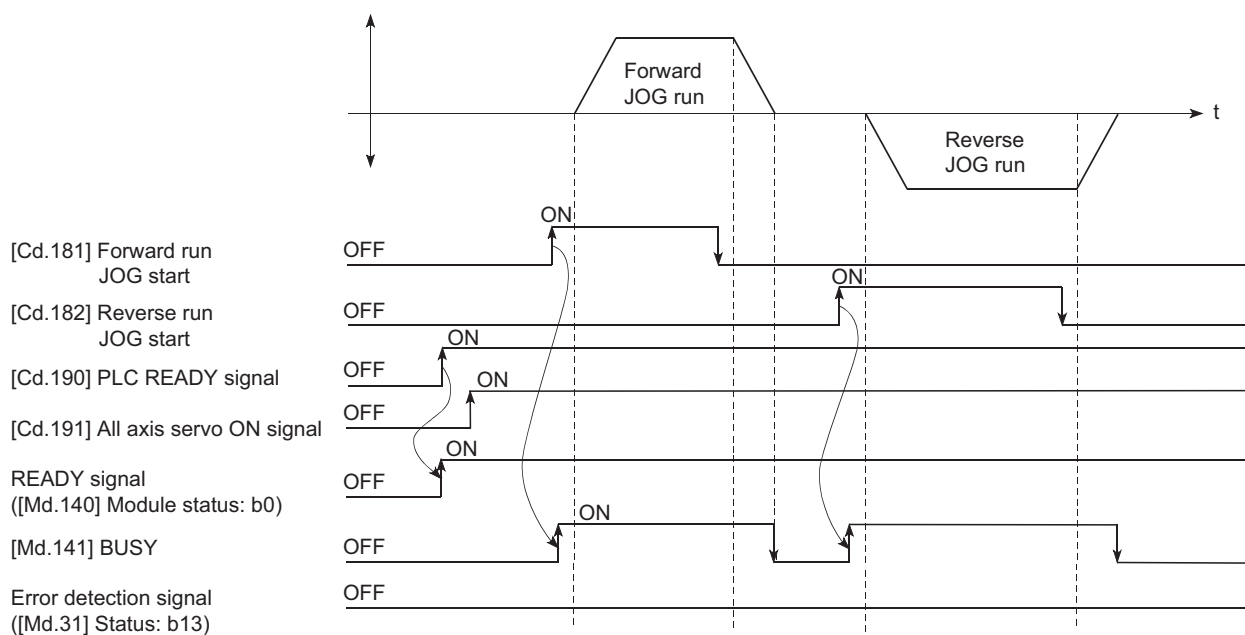 Forward
JOG run
t
Reverse
JOG run
ON
[Cd.181] Forward run
JOG start
OFF
ON
[Cd.182] Reverse run
JOG start
OFF
ON
[Cd.190] PLC READY signal
OFF
ON
[Cd.191] All axis servo ON signal
OFF
ON
READY signal
([Md.140] Module status: b0)
OFF
ON
[Md.141] BUSY
OFF
Error detection signal
([Md.31] Status: b13)
OFF